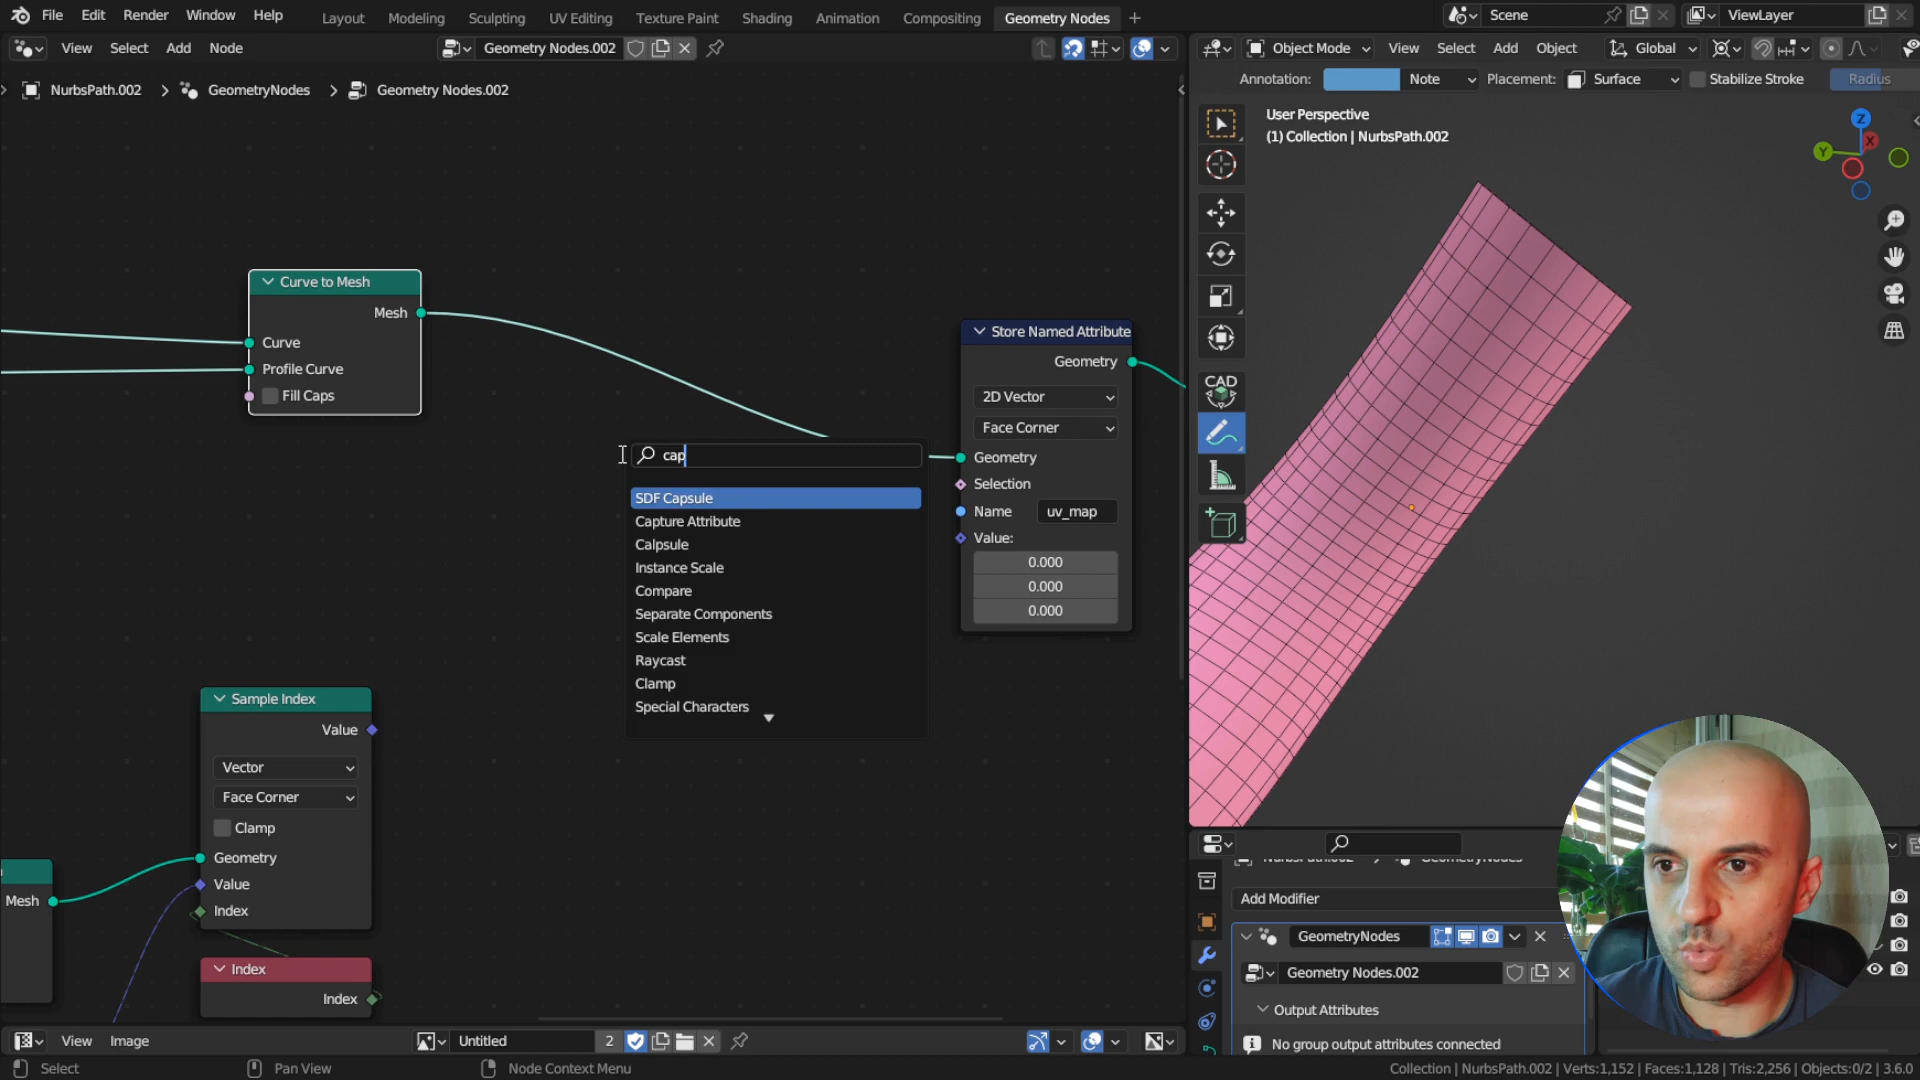 File Edit Render Window Help Layout Modeling Sculpting UV Editing Texture Paint Shading Animation Compositing Geometry Nodes Scene ViewLayer
View Select Add Node Geometry Nodes.002 Object Mode View Select Add Object Global
Annotation: Note Placement: Surface Stabilize Stroke Radius
NurbsPath.002 GeometryNodes Geometry Nodes.002
User Perspective
(1) Collection | NurbsPath.002
Z
X
Y
Curve to Mesh
Mesh
Curve
Profile Curve
Fill Caps
Store Named Attribute
Geometry
2D Vector
Face Corner
Geometry
Selection
Name uv_map
Value:
0.000
0.000
0.000
CAD
cap
SDF Capsule
Capture Attribute
Calpsule
Instance Scale
Compare
Separate Components
Scale Elements
Raycast
Clamp
Special Characters
Sample Index
Value
Vector
Face Corner
Clamp
Geometry
Value
Index
Mesh
Index
Index
NurbsPath.002 GeometryNodes
Add Modifier
GeometryNodes
Geometry Nodes.002
Output Attributes
No group output attributes connected
View Image Untitled 2
Select Pan View Node Context Menu Collection | NurbsPath.002 | Verts:1,152 | Faces:1,128 | Tris:2,256 | Objects:0/2 | 3.6.0